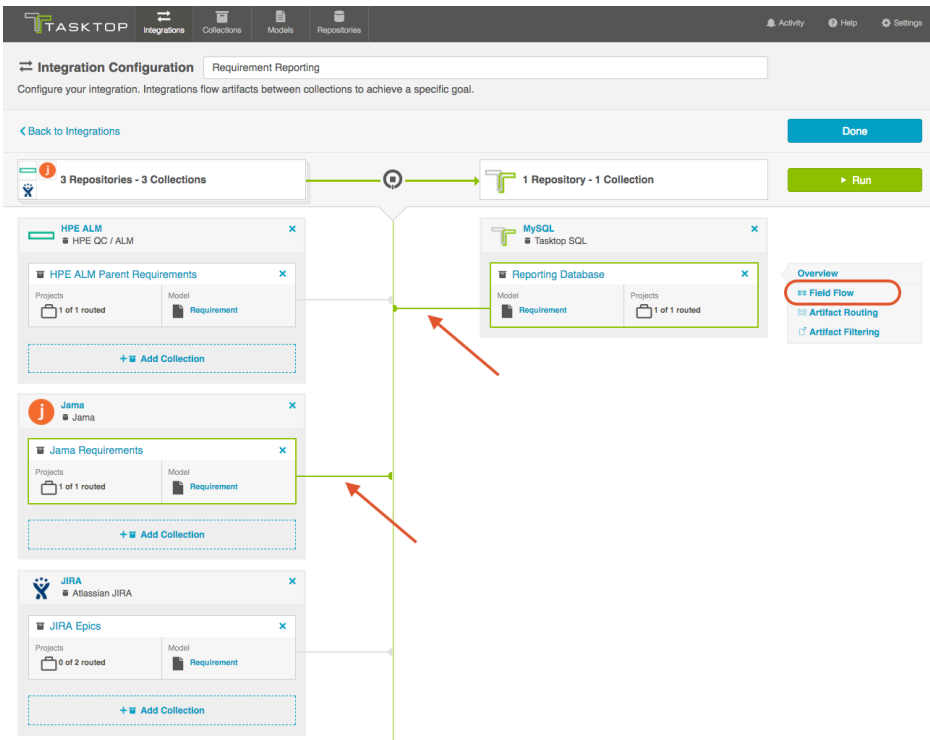 TASKTOP
Integrations
Collections
Models
Repositories
Activity
Help
Settings
Integration Configuration
Requirement Reporting
Configure your integration. Integrations flow artifacts between collections to achieve a specific goal.
Back to Integrations
Done
3 Repositories - 3 Collections
1 Repository - 1 Collection
Run
HPE ALM
HPE QC / ALM
HPE ALM Parent Requirements
Projects Model
1 of 1 routed Requirement
Add Collection
MySQL
Tasktop SQL
Reporting Database
Model Projects
Requirement 1 of 1 routed
Overview
Field Flow
Artifact Routing
Artifact Filtering
j Jama
Jama
Jama Requirements
Projects Model
1 of 1 routed Requirement
Add Collection
JIRA
Atlassian JIRA
JIRA Epics
Projects Model
0 of 2 routed Requirement
Add Collection